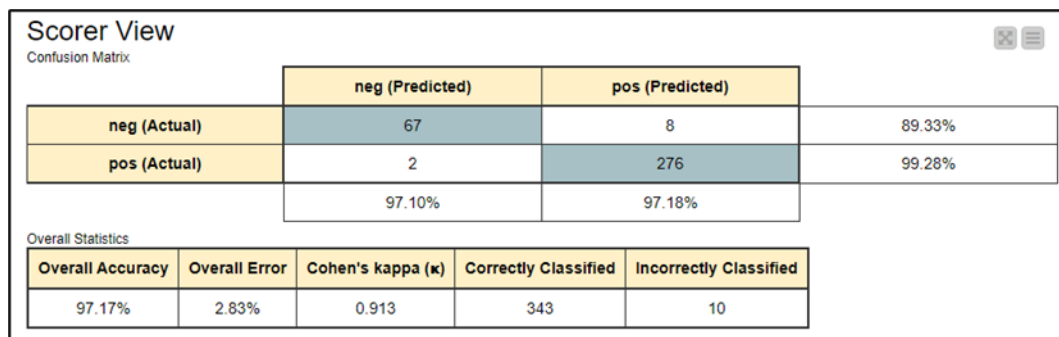 Scorer View
Confusion Matrix
neg (Predicted) pos (Predicted)
neg (Actual) 67 8 89.33%
pos (Actual) 2 276 99.28%
97.10% 97.18%
Overall Statistics
Overall Accuracy Overall Error Cohen's kappa (κ) Correctly Classified Incorrectly Classified
97.17% 2.83% 0.913 343 10